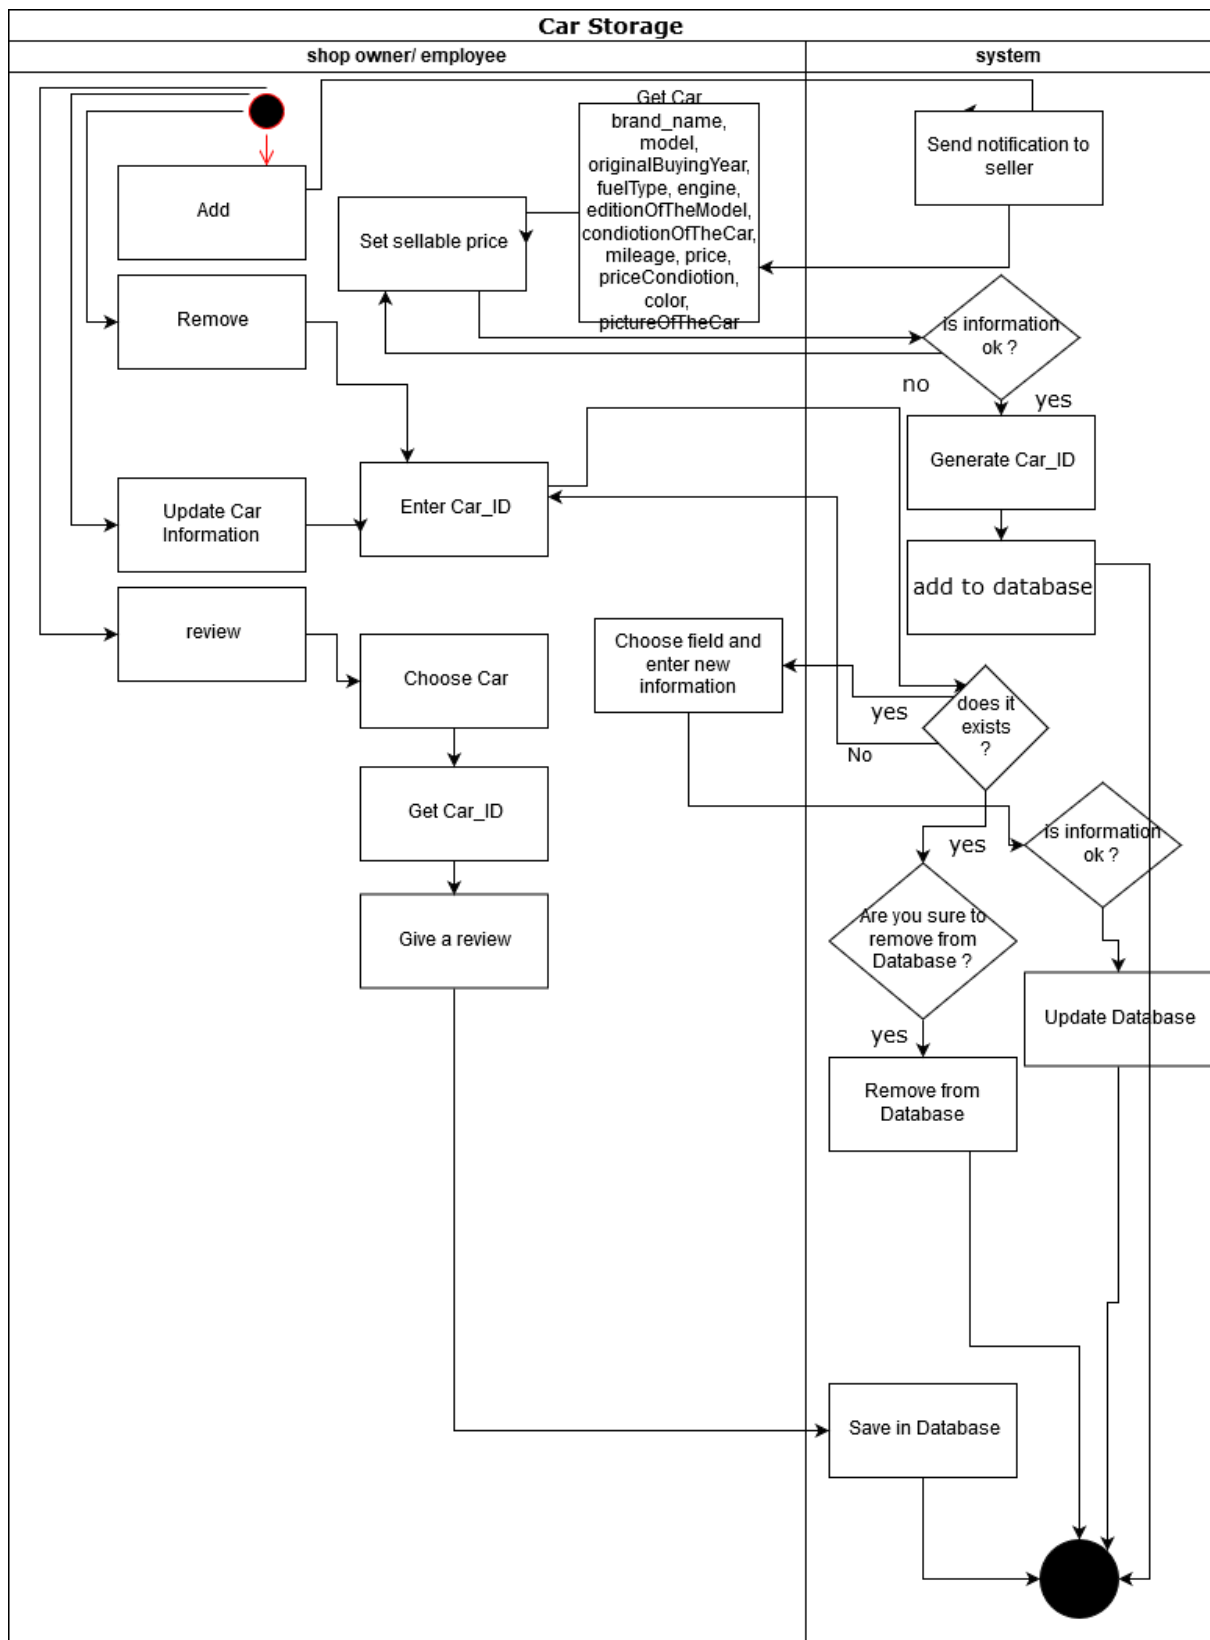 Car Storage
shop owner/ employee
system
Add
Get Car
brand_name,
model,
originalBuyingYear,
fuelType, engine,
editionOfTheModel,
condiotionOfTheCar,
mileage, price,
priceCondiotion,
color,
pictureOfTheCar
Send notification to
seller
Set sellable price
Remove
is information
ok ?
no
yes
Generate Car_ID
Update Car
Information
Enter Car_ID
add to database
review
Choose Car
Choose field and
enter new
information
yes
does it
exists
?
No
Get Car_ID
yes
is information
ok ?
Give a review
Are you sure to
remove from
Database ?
yes
Update Database
Remove from
Database
Save in Database